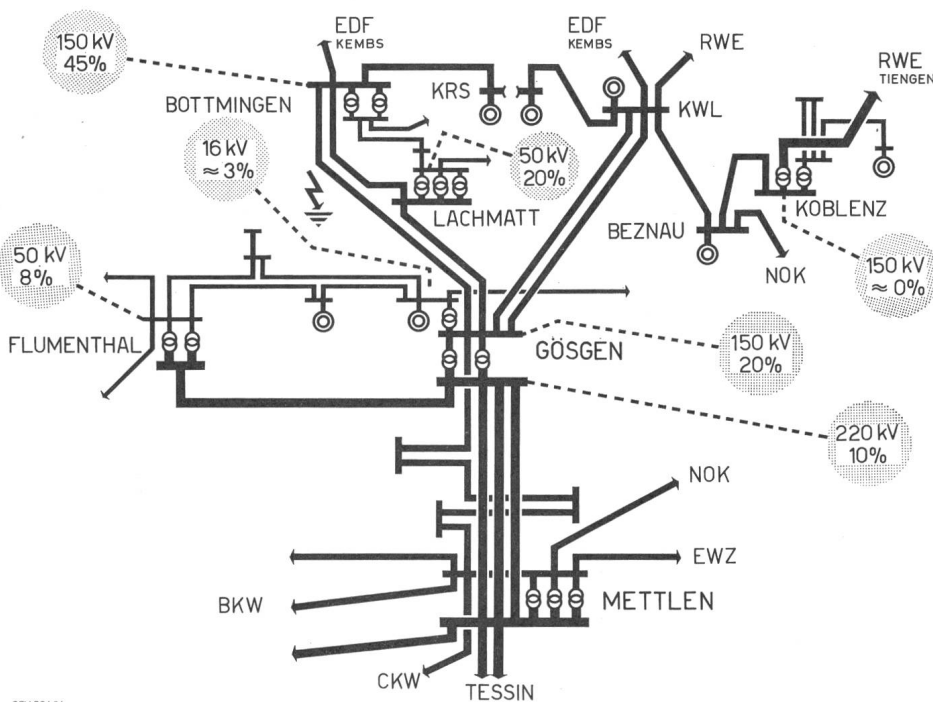 EDF
KEMBS
EDF
KEMBS
RWE
RWE
TIENGEN
150 kV
45%
BOTTMINGEN
KRS
KWL
16 kV
≈ 3%
50 kV
20%
LACHMATT
KOBLENZ
BEZNAU
NOK
150 kV
≈ 0%
50 kV
8%
FLUMENTHAL
GÖSGEN
150 kV
20%
220 kV
10%
NOK
EWZ
BKW
METTLEN
CKW
TESSIN